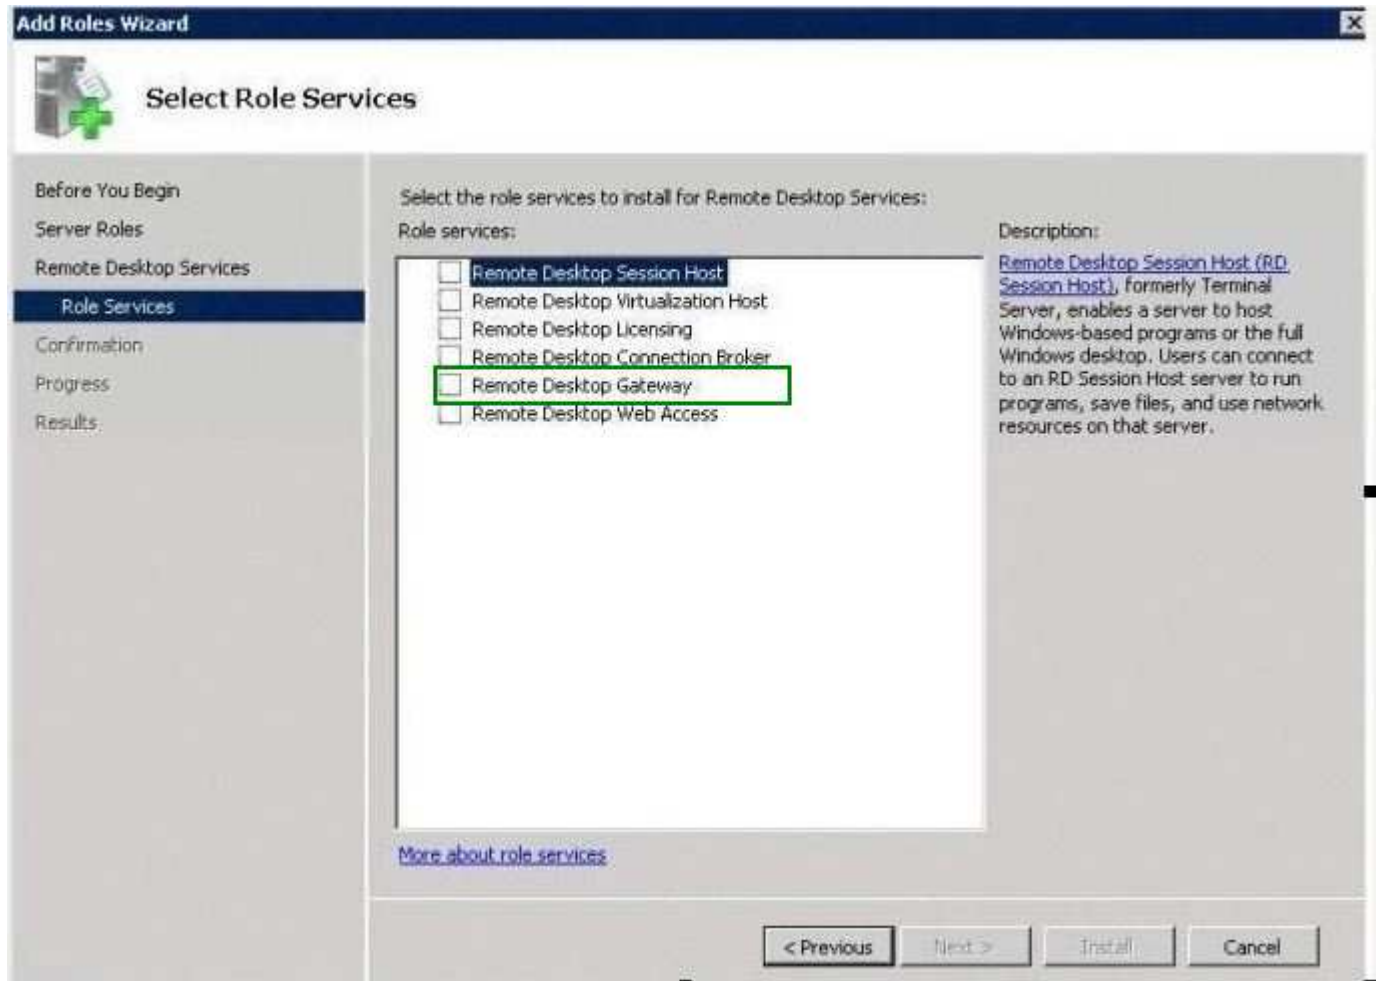 Add Roles Wizard
Select Role Services
Before You Begin
Server Roles
Remote Desktop Services
Role Services
Confirmation
Progress
Results
Select the role services to install for Remote Desktop Services:
Role services:
Remote Desktop Session Host
Remote Desktop Virtualization Host
Remote Desktop Licensing
Remote Desktop Connection Broker
Remote Desktop Gateway
Remote Desktop Web Access
More about role services
Description:
Remote Desktop Session Host (RD
Session Host), formerly Terminal
Server, enables a server to host
Windows-based programs or the full
Windows desktop. Users can connect
to an RD Session Host server to run
programs, save files, and use network
resources on that server.
< Previous
Next >
Install
Cancel